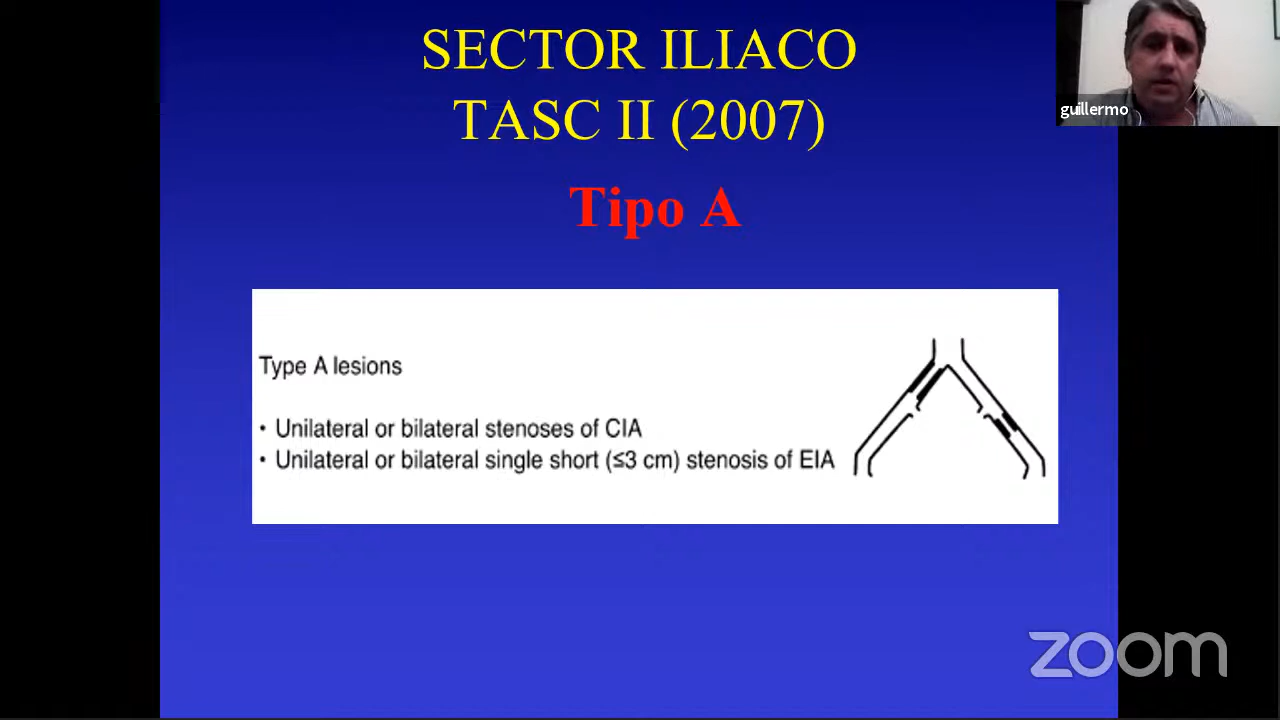 SECTOR ILIACO
TASC II (2007)
Tipo A
guillermo
Type A lesions
• Unilateral or bilateral stenoses of CIA
• Unilateral or bilateral single short (≤3 cm) stenosis of EIA
zoom